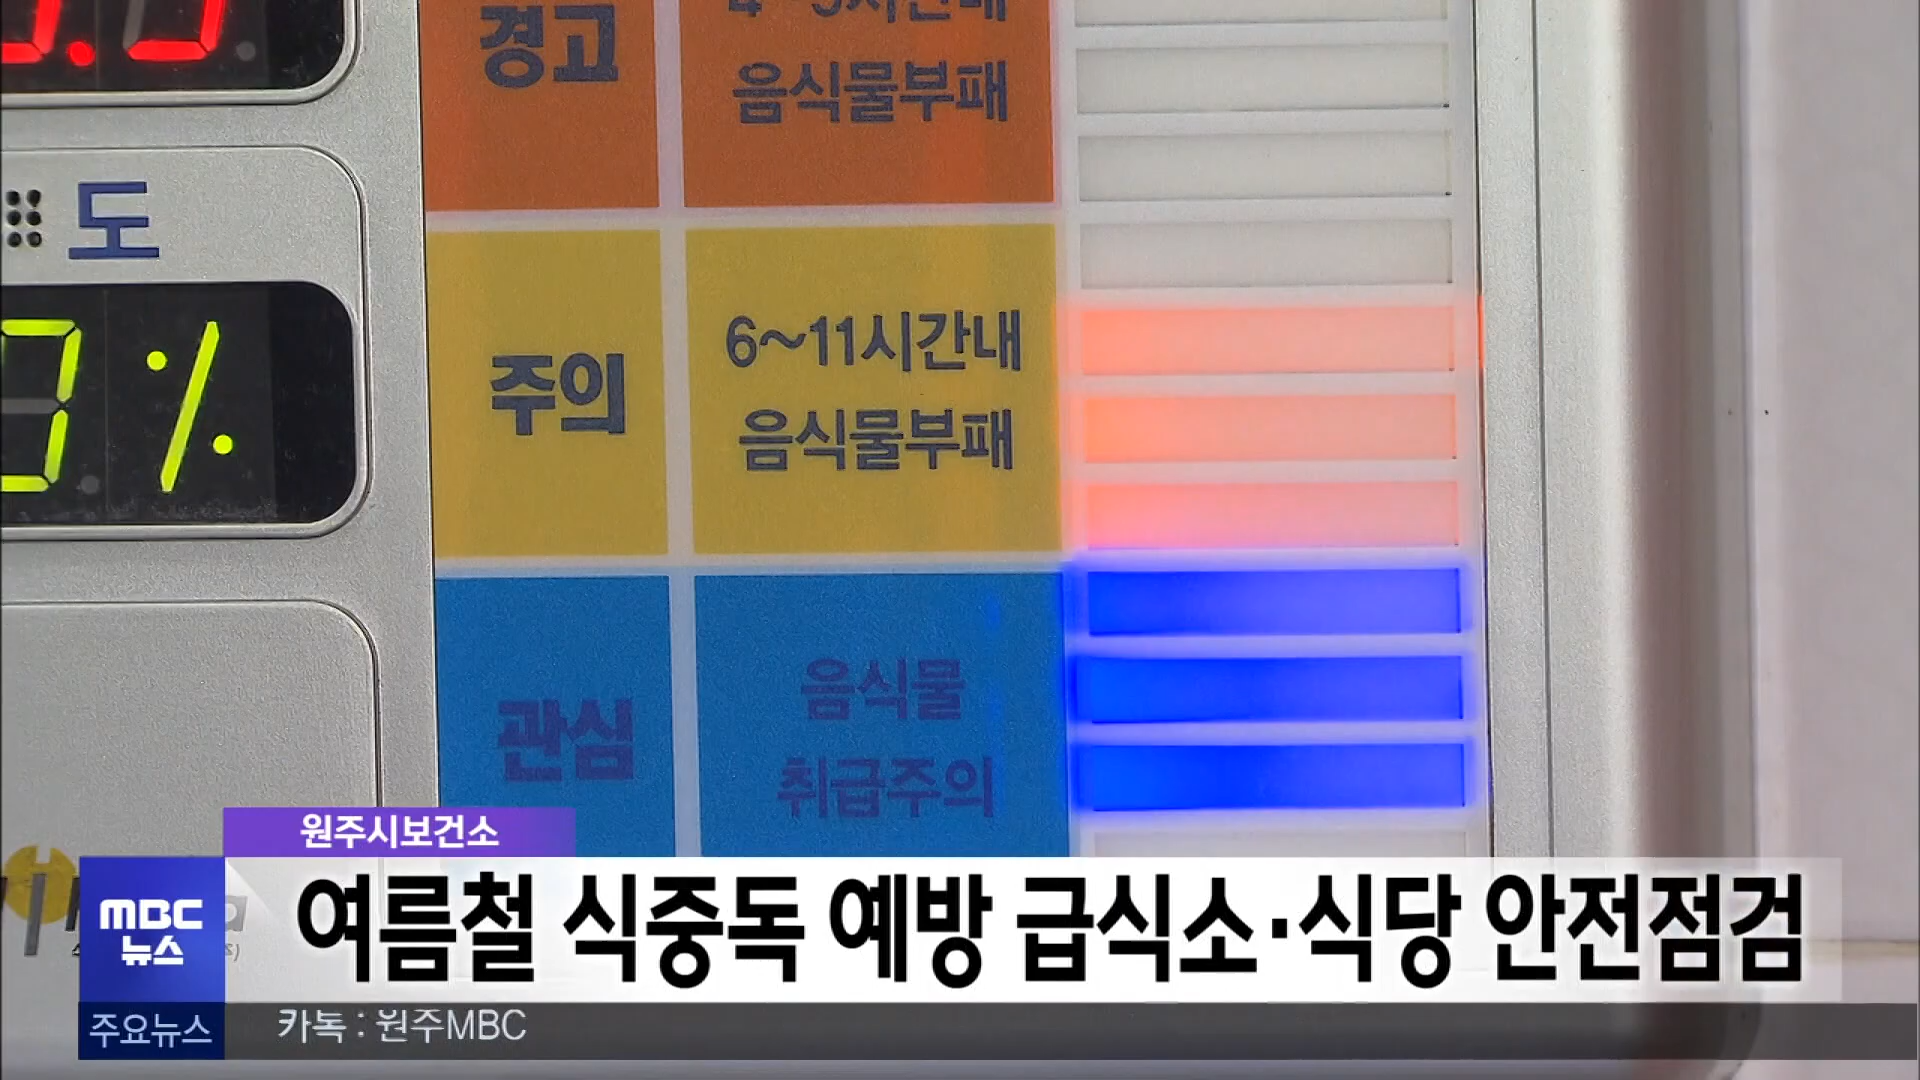 경고
음식물부패
도
%
주의
6~11시간내
음식물부패
관심
음식물
취급주의
원주시보건소
MBC
뉴스
여름철 식중독 예방 급식소·식당 안전점검
주요뉴스
카톡 : 원주MBC